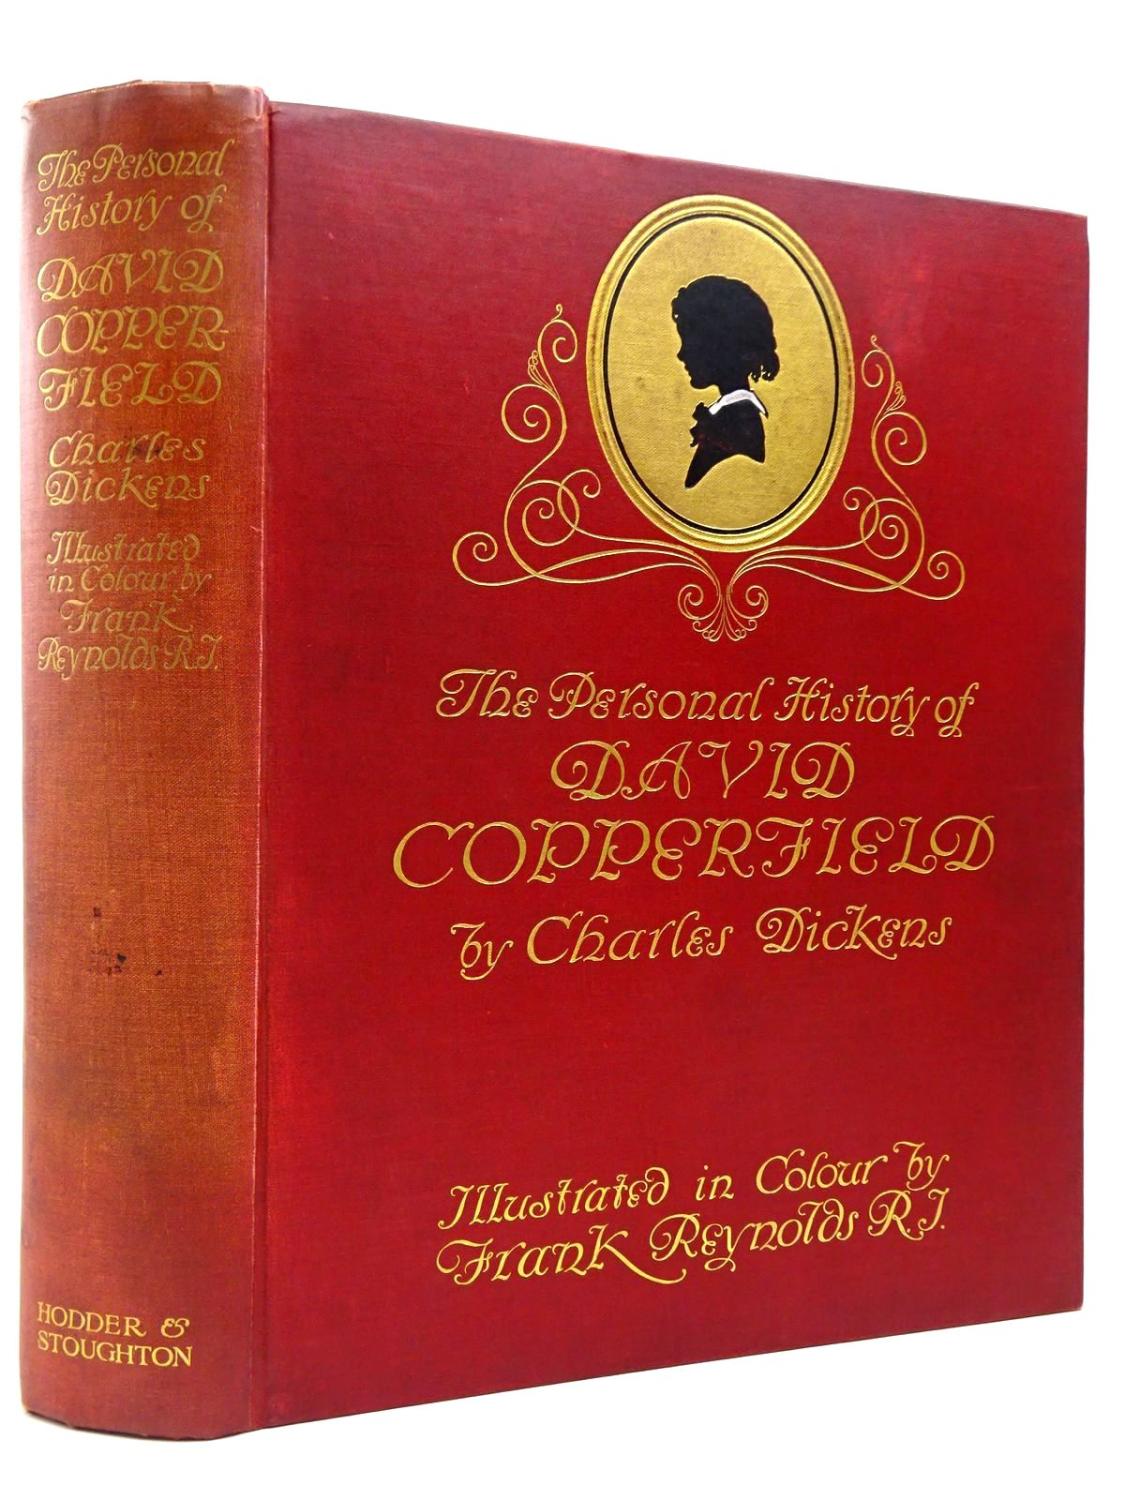 The Personal
History of
DAVID
COPPER-
FIELD
Charles
Dickens
Illustrated
in Colour by
Frank
Reynolds R.I.
HODDER &
STOUGHTON
The Personal History of
DAVID
COPPERFIELD
by Charles Dickens
Illustrated in Colour by
Frank Reynolds R.I.